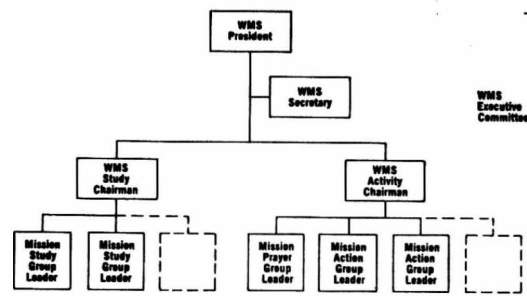 WMS
President
WMS
Secretary
WMS
Executive
Committee
WMS
Study
Chairman
WMS
Activity
Chairman
Mission
Study
Group
Leader
Mission
Study
Group
Leader
Mission
Prayer
Group
Leader
Mission
Action
Group
Leader
Mission
Action
Group
Leader